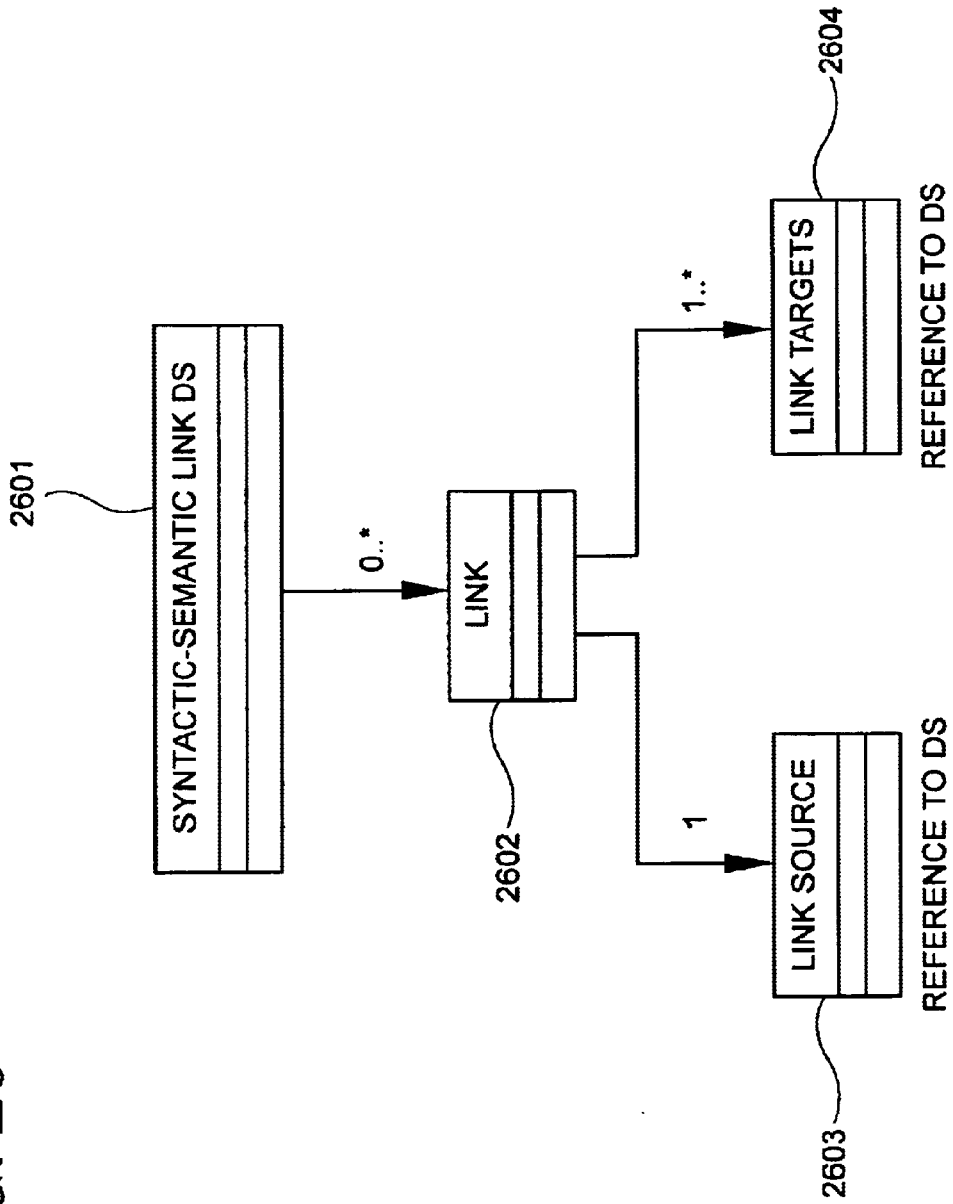 2601
SYNTACTIC-SEMANTIC LINK DS
0..*
LINK
2602
1
1..*
LINK SOURCE
LINK TARGETS
2603
2604
REFERENCE TO DS
REFERENCE TO DS